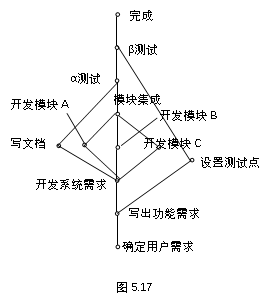 完成
β测试
α测试
开发模块 A
模块集成
开发模块 B
写文档
开发模块 C
设置测试点
开发系统需求
写出功能需求
确定用户需求
图 5.17